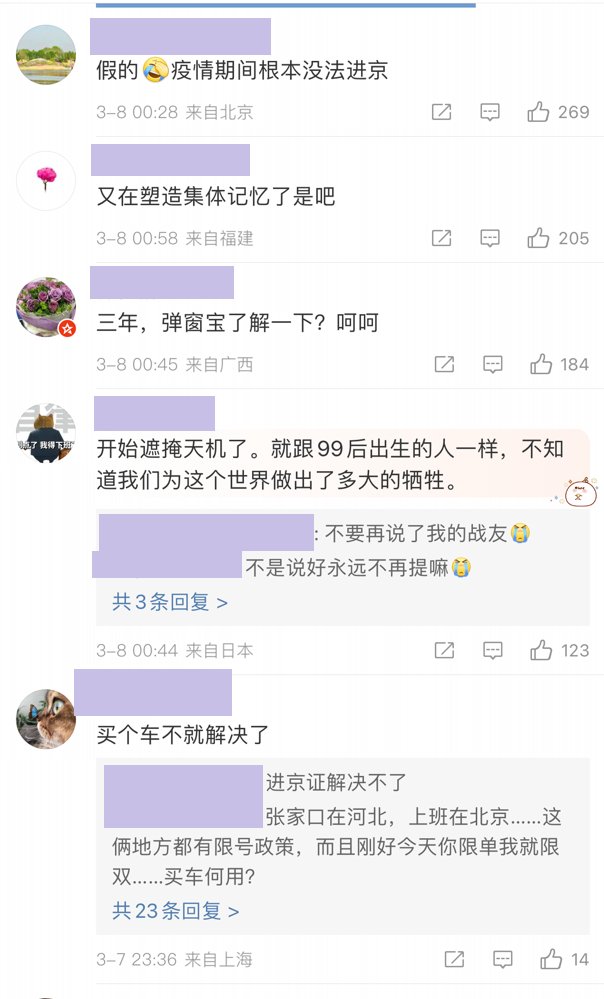 假的🤣疫情期间根本没法进京
3-8 00:28 来自北京
269
又在塑造集体记忆了是吧
3-8 00:58 来自福建
205
三年，弹窗宝了解一下？呵呵
3-8 00:45 来自广西
184
我得下班
开始遮掩天机了。就跟99后出生的人一样，不知
道我们为这个世界做出了多大的牺牲。
: 不要再说了我的战友😭
不是说好永远不再提嘛😭
共3条回复 >
3-8 00:44 来自日本
123
买个车不就解决了
进京证解决不了
张家口在河北，上班在北京……这
俩地方都有限号政策，而且刚好今天你限单我就限
双……买车何用？
共23条回复 >
3-7 23:36 来自上海
14